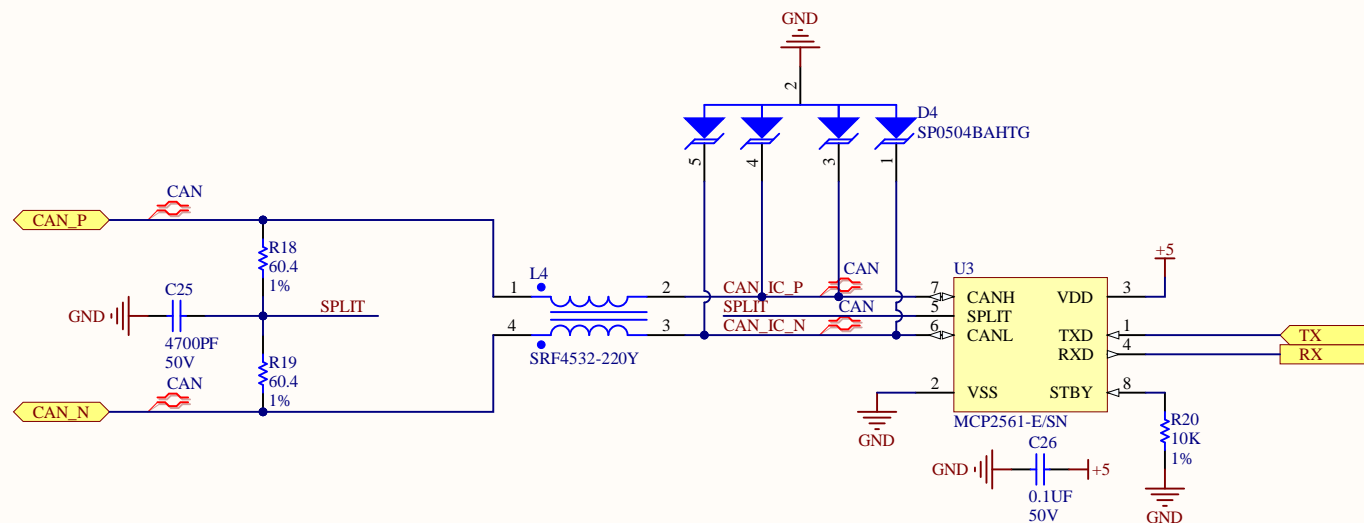 GND
2
D4
SP0504BAHTG
5
4
3
1
CAN
CAN_P
R18
60.4
1%
C25
GND
4700PF
50V
SPLIT
R19
60.4
1%
CAN
CAN_N
L4
1
2
4
3
SRF4532-220Y
CAN_IC_P
CAN
SPLIT
CAN
CAN_IC_N
U3
+5
7
CANH
VDD
3
5
SPLIT
6
CANL
TXD
1
TX
RXD
4
RX
2
VSS
STBY
8
GND
MCP2561-E/SN
R20
10K
1%
GND
C26
GND
+5
0.1UF
50V